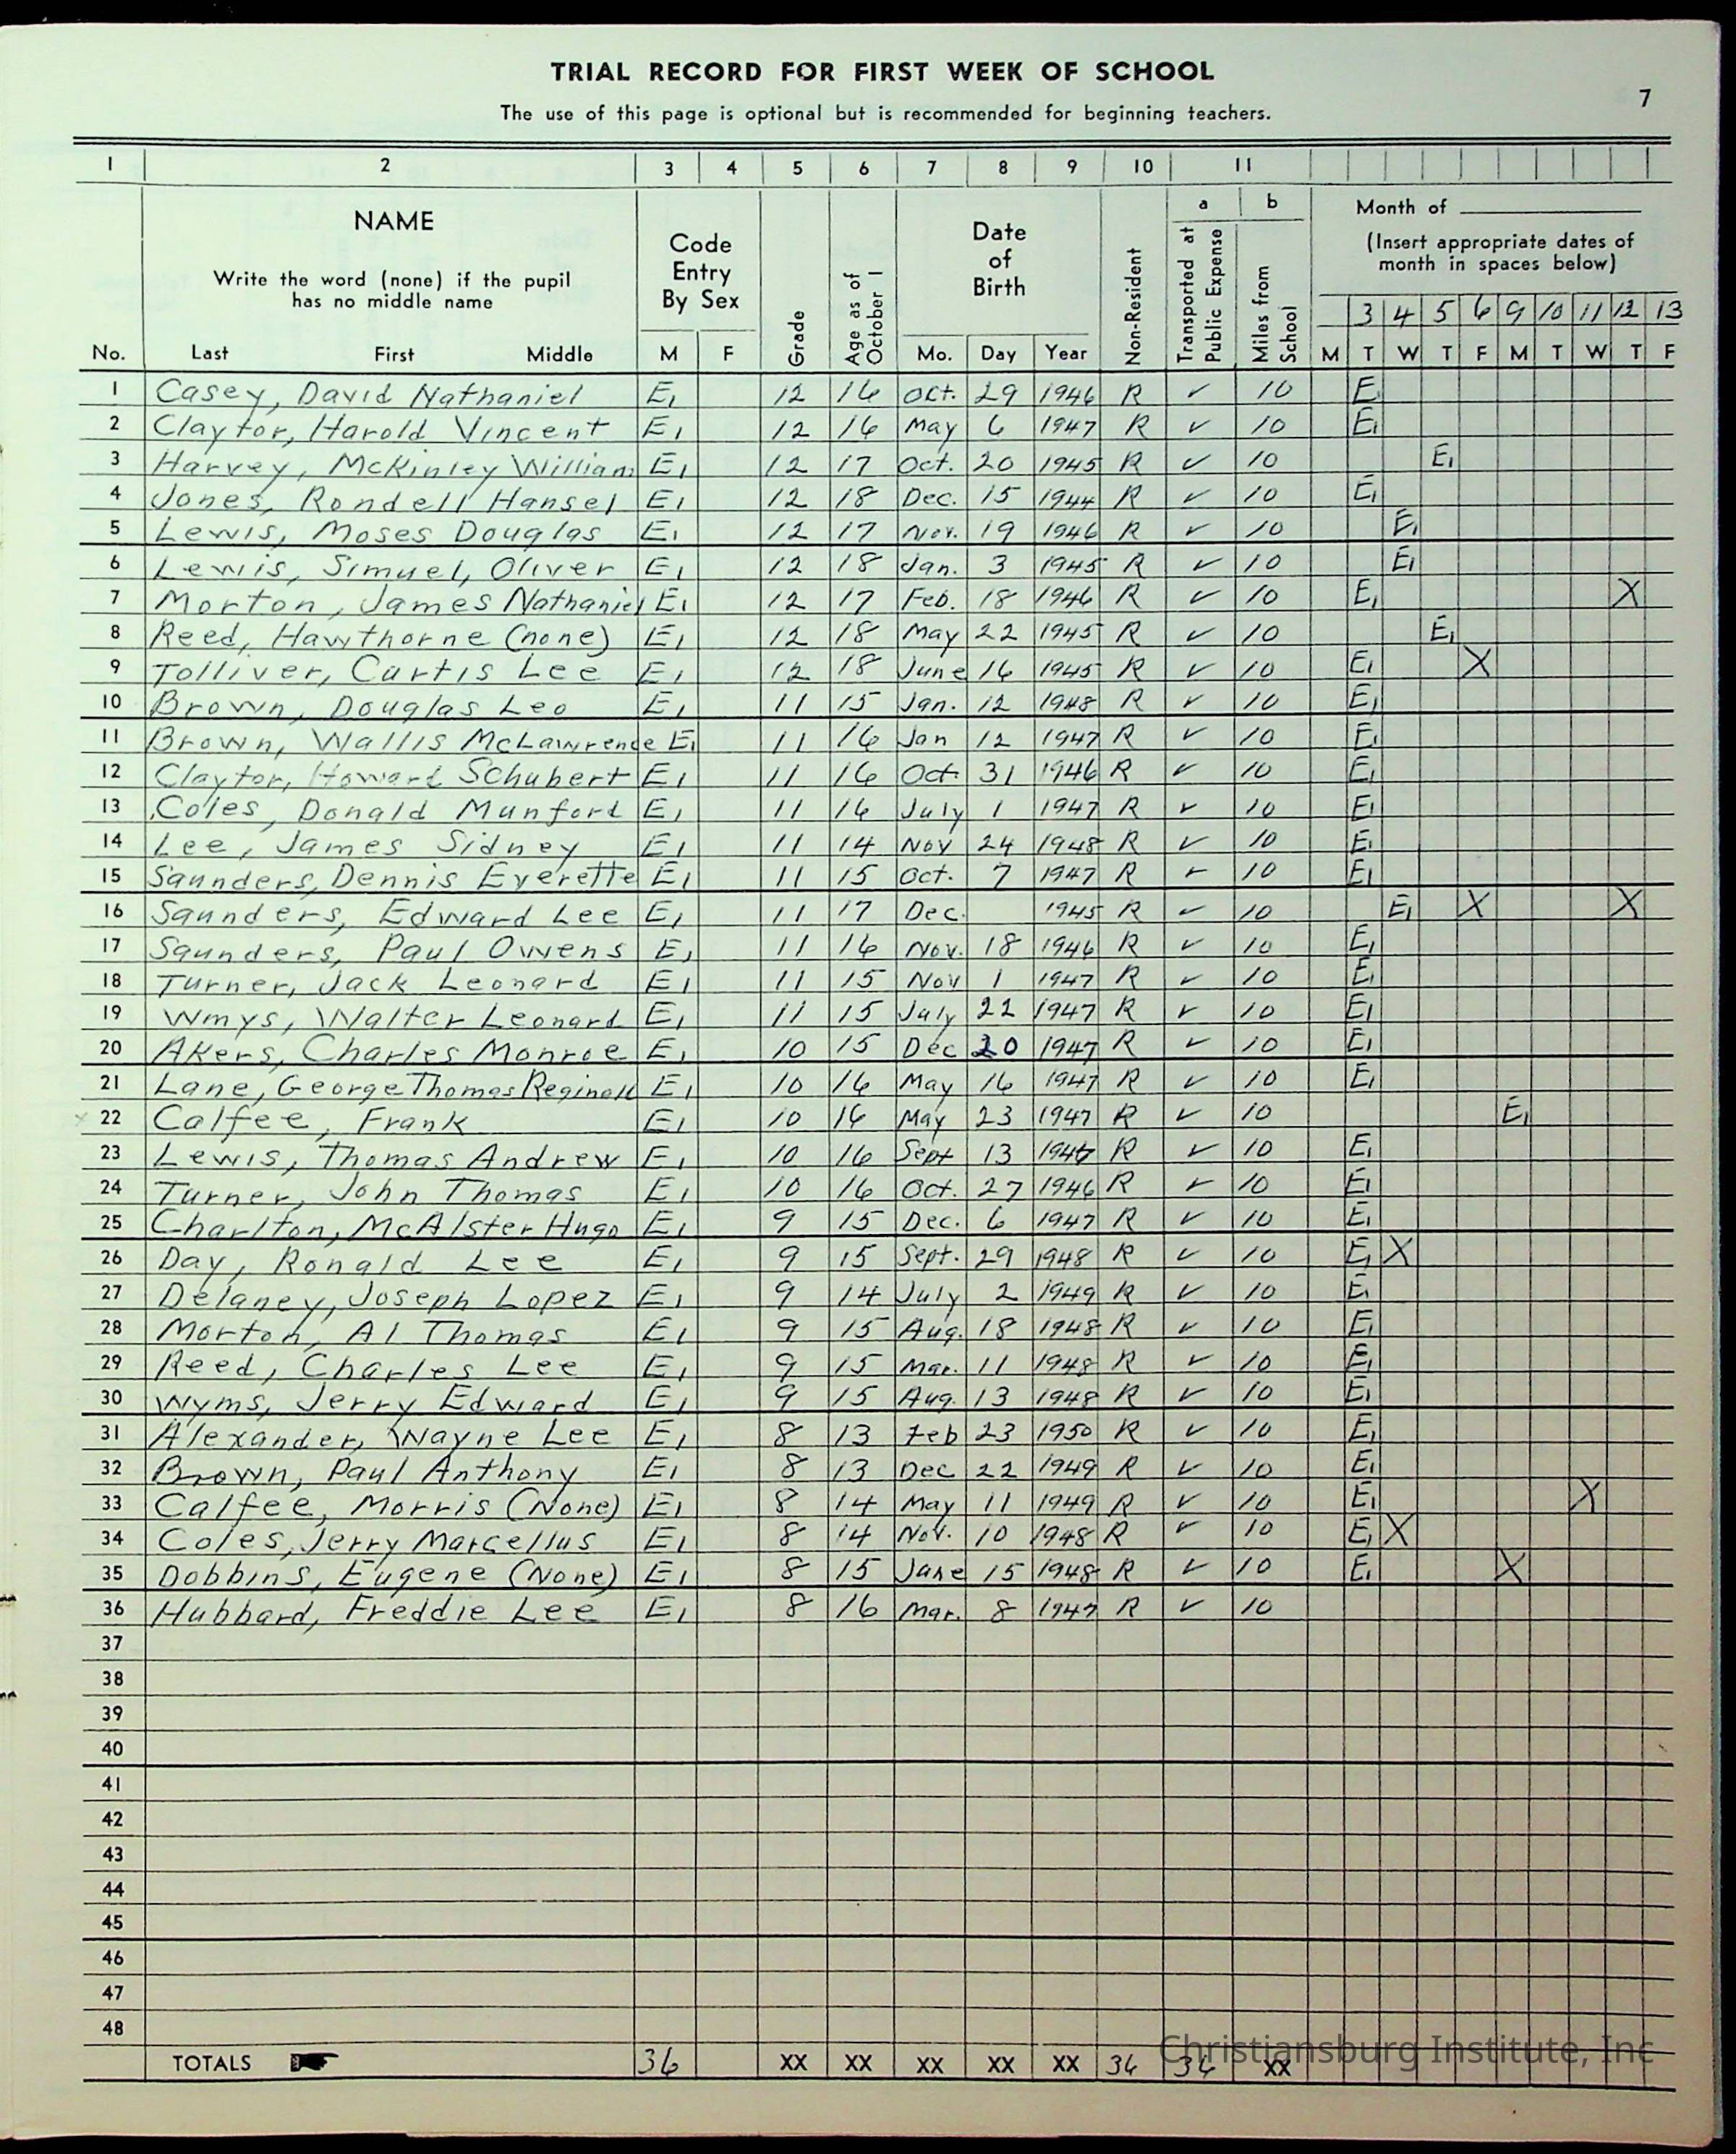 TRIAL RECORD FOR FIRST WEEK OF SCHOOL
7
The use of this page is optional but is recommended for beginning teachers.
1 2 3 4 5 6 7 8 9 10 11
NAME
Write the word (none) if the pupil has no middle name
Code Entry By Sex
Grade
Age as of October 1
Date of Birth
Non-Resident
a Transported at Public Expense
b Miles from School
Month of
(Insert appropriate dates of month in spaces below)
3 4 5 6 9 10 11 12 13
No. Last First Middle M F Mo. Day Year M T W T F M T W T F
1 Casey, David Nathaniel E1 12 16 Oct. 29 1946 R ✓ 10 E
2 Claytor, Harold Vincent E1 12 16 May 6 1947 R ✓ 10 E1
3 Harvey, McKinley William E1 12 17 Oct. 20 1945 R ✓ 10 E1
4 Jones, Rondell Hansel E1 12 18 Dec. 15 1944 R ✓ 10 E1
5 Lewis, Moses Douglas E1 12 17 Nov. 19 1946 R ✓ 10 E1
6 Lewis, Simuel, Oliver E1 12 18 Jan. 3 1945 R ✓ 10 E1
7 Morton, James Nathaniel E1 12 17 Feb. 18 1946 R ✓ 10 E1 X
8 Reed, Hawthorne (none) E1 12 18 May 22 1945 R ✓ 10 E1
9 Tolliver, Curtis Lee E1 12 18 June 16 1945 R ✓ 10 E1 X
10 Brown, Douglas Leo E1 11 15 Jan. 12 1948 R ✓ 10 E1
11 Brown, Wallis McLawrence E1 11 16 Jan 12 1947 R ✓ 10 E1
12 Claytor, Howard Schubert E1 11 16 Oct 31 1946 R ✓ 10 E1
13 Coles, Donald Munford E1 11 16 July 1 1947 R ✓ 10 E1
14 Lee, James Sidney E1 11 14 Nov 24 1948 R ✓ 10 E1
15 Saunders, Dennis Everette E1 11 15 Oct. 7 1947 R ✓ 10 E1
16 Saunders, Edward Lee E1 11 17 Dec. 1945 R ✓ 10 E1 X X
17 Saunders, Paul Owens E1 11 16 Nov. 18 1946 R ✓ 10 E1
18 Turner, Jack Leonard E1 11 15 Nov 1 1947 R ✓ 10 E1
19 Wmys, Walter Leonard E1 11 15 July 22 1947 R ✓ 10 E1
20 Akers, Charles Monroe E1 10 15 Dec 20 1947 R ✓ 10 E1
21 Lane, George Thomas Reginald E1 10 16 May 16 1947 R ✓ 10 E1
22 Calfee, Frank E1 10 16 May 23 1947 R ✓ 10 E1
23 Lewis, Thomas Andrew E1 10 16 Sept 13 R ✓ 10 E1
24 Turner, John Thomas E1 10 16 Oct. 27 1946 R ✓ 10 E1
25 Charlton, McAlster Hugo E1 9 15 Dec. 6 1947 R ✓ 10 E1
26 Day, Ronald Lee E1 9 15 Sept. 29 1948 R ✓ 10 E1 X
27 Delaney, Joseph Lopez E1 9 14 July 2 1949 R ✓ 10 E1
28 Morton, Al Thomas E1 9 15 Aug. 18 1948 R ✓ 10 E1
29 Reed, Charles Lee E1 9 15 Mar. 11 1948 R ✓ 10 E1
30 Wyms, Jerry Edward E1 9 15 Aug. 13 1948 R ✓ 10 E1
31 Alexander, Wayne Lee E1 8 13 Feb 23 1950 R ✓ 10 E1
32 Brown, Paul Anthony E1 8 13 Dec 22 1949 R ✓ 10 E1
33 Calfee, Morris (None) E1 8 14 May 11 1949 R ✓ 10 E1 X
34 Coles, Jerry Marcellus E1 8 14 Nov. 10 1948 R ✓ 10 E1 X
35 Dobbins, Eugene (None) E1 8 15 June 15 1948 R ✓ 10 E1 X
36 Hubbard, Freddie Lee E1 8 16 Mar. 8 1947 R ✓ 10
37
38
39
40
41
42
43
44
45
46
47
48
TOTALS 36 XX XX XX XX XX 36 36 XX
Christiansburg Institute, Inc